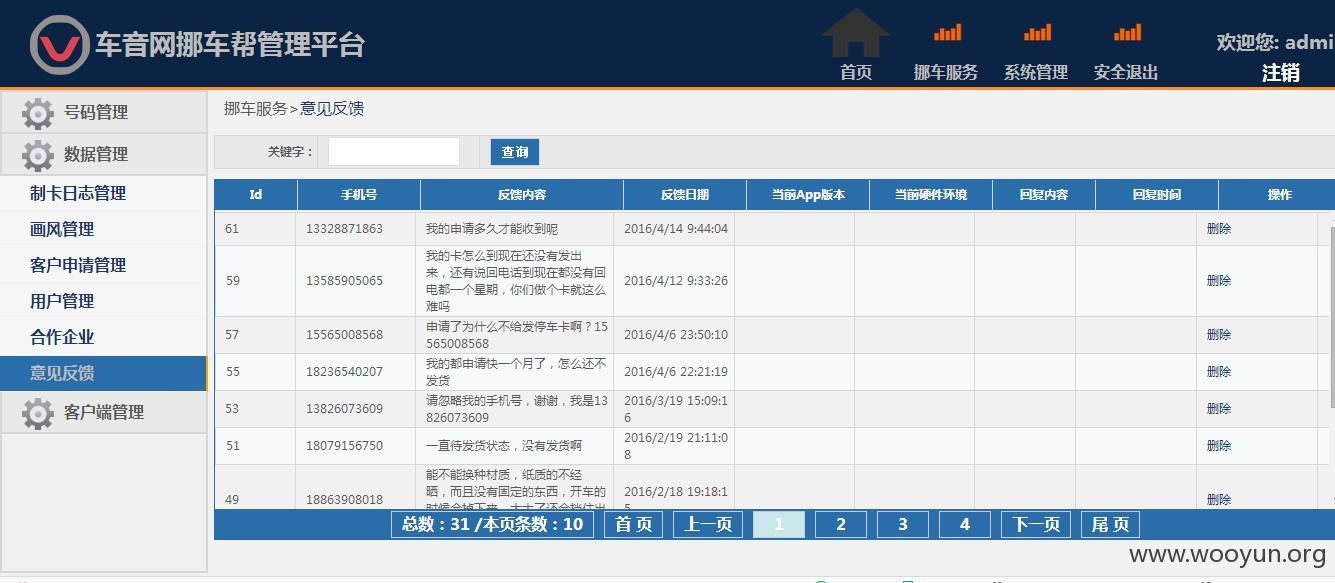 车音网挪车帮管理平台
首页
挪车服务
系统管理
安全退出
欢迎您: admi
注销
号码管理
数据管理
制卡日志管理
画风管理
客户申请管理
用户管理
合作企业
意见反馈
客户端管理
挪车服务>意见反馈
关键字：
查询
Id 手机号 反馈内容 反馈日期 当前App版本 当前硬件环境 回复内容 回复时间 操作
61 13328871863 我的申请多久才能收到呢 2016/4/14 9:44:04 删除
我的卡怎么到现在还没有发出
来，还有说回电话到现在都没有回
59 13585905065 2016/4/12 9:33:26 删除
电都一个星期，你们做个卡就这么
难吗
57 15565008568 申请了为什么不给发停车卡啊？15 2016/4/6 23:50:10 删除
565008568
55 18236540207 我的都申请快一个月了，怎么还不 2016/4/6 22:21:19 删除
发货
53 13826073609 请忽略我的手机号，谢谢，我是13 2016/3/19 15:09:1 删除
826073609 6
51 18079156750 一直待发货状态，没有发货啊 2016/2/19 21:11:0 删除
8
能不能换种材质，纸质的不经
49 18863908018 晒，而且没有固定的东西，开车的 2016/2/18 19:18:1 删除
总数：31 /本页条数：10 首 页 上一页 1 2 3 4 下一页 尾 页
www.wooyun.org